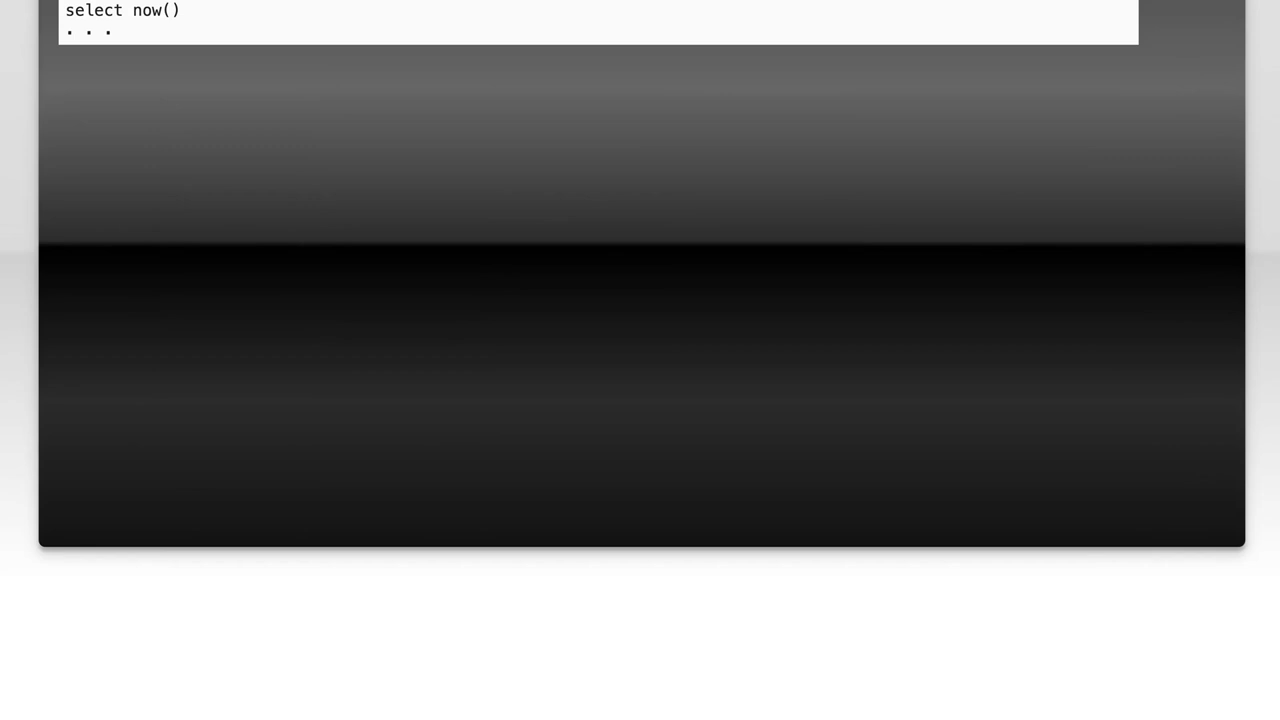 select now()
. . .